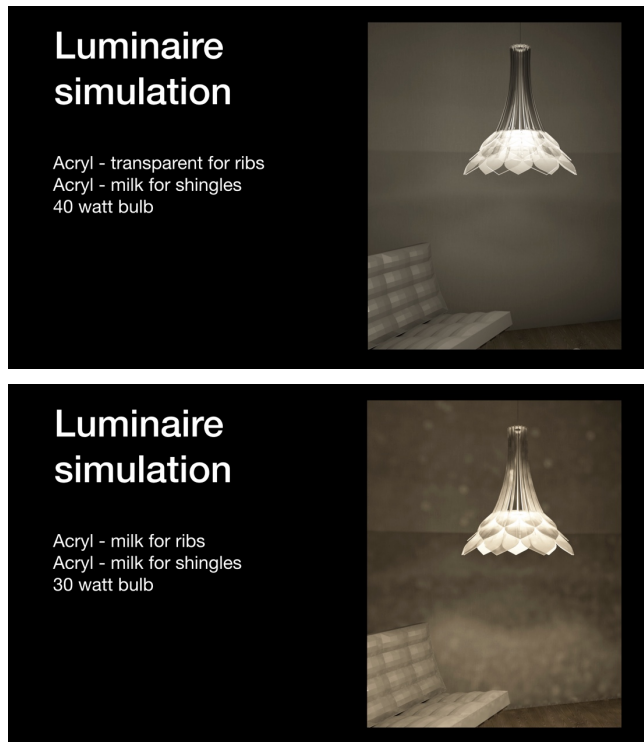 Luminaire
simulation
Acryl - transparent for ribs
Acryl - milk for shingles
40 watt bulb
Luminaire
simulation
Acryl - milk for ribs
Acryl - milk for shingles
30 watt bulb